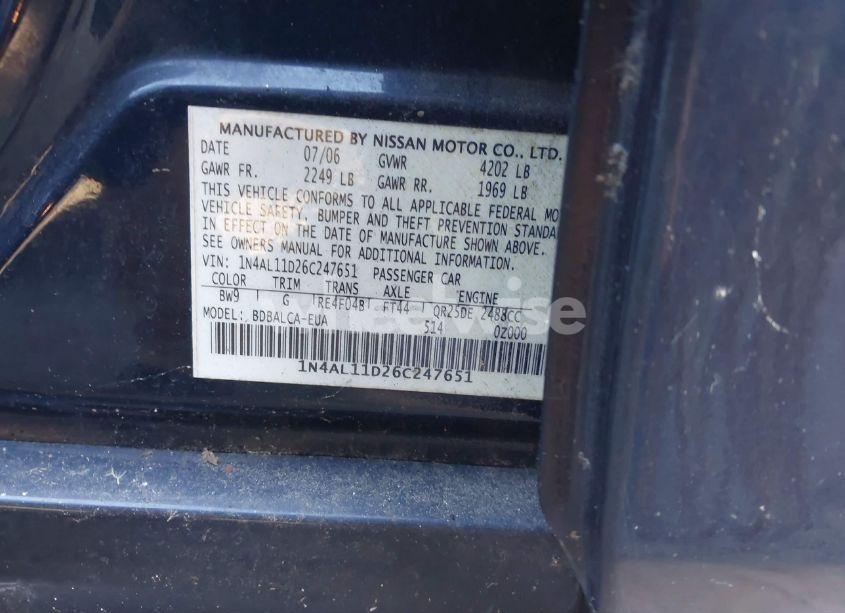 MANUFACTURED BY NISSAN MOTOR CO., LTD.
DATE 07/06 GVWR 4202 LB
GAWR FR. 2249 LB GAWR RR. 1969 LB
THIS VEHICLE CONFORMS TO ALL APPLICABLE FEDERAL MO
VEHICLE SAFETY, BUMPER AND THEFT PREVENTION STANDA
IN EFFECT ON THE DATE OF MANUFACTURE SHOWN ABOVE.
SEE OWNERS MANUAL FOR ADDITIONAL INFORMATION.
VIN: 1N4AL11D26C247651 PASSENGER CAR
COLOR TRIM TRANS AXLE ENGINE
BW9 G RE4F04B FT44 QR25DE 2488CC
MODEL: BDBALCA-EUA 514 0Z000
1N4AL11D26C247651